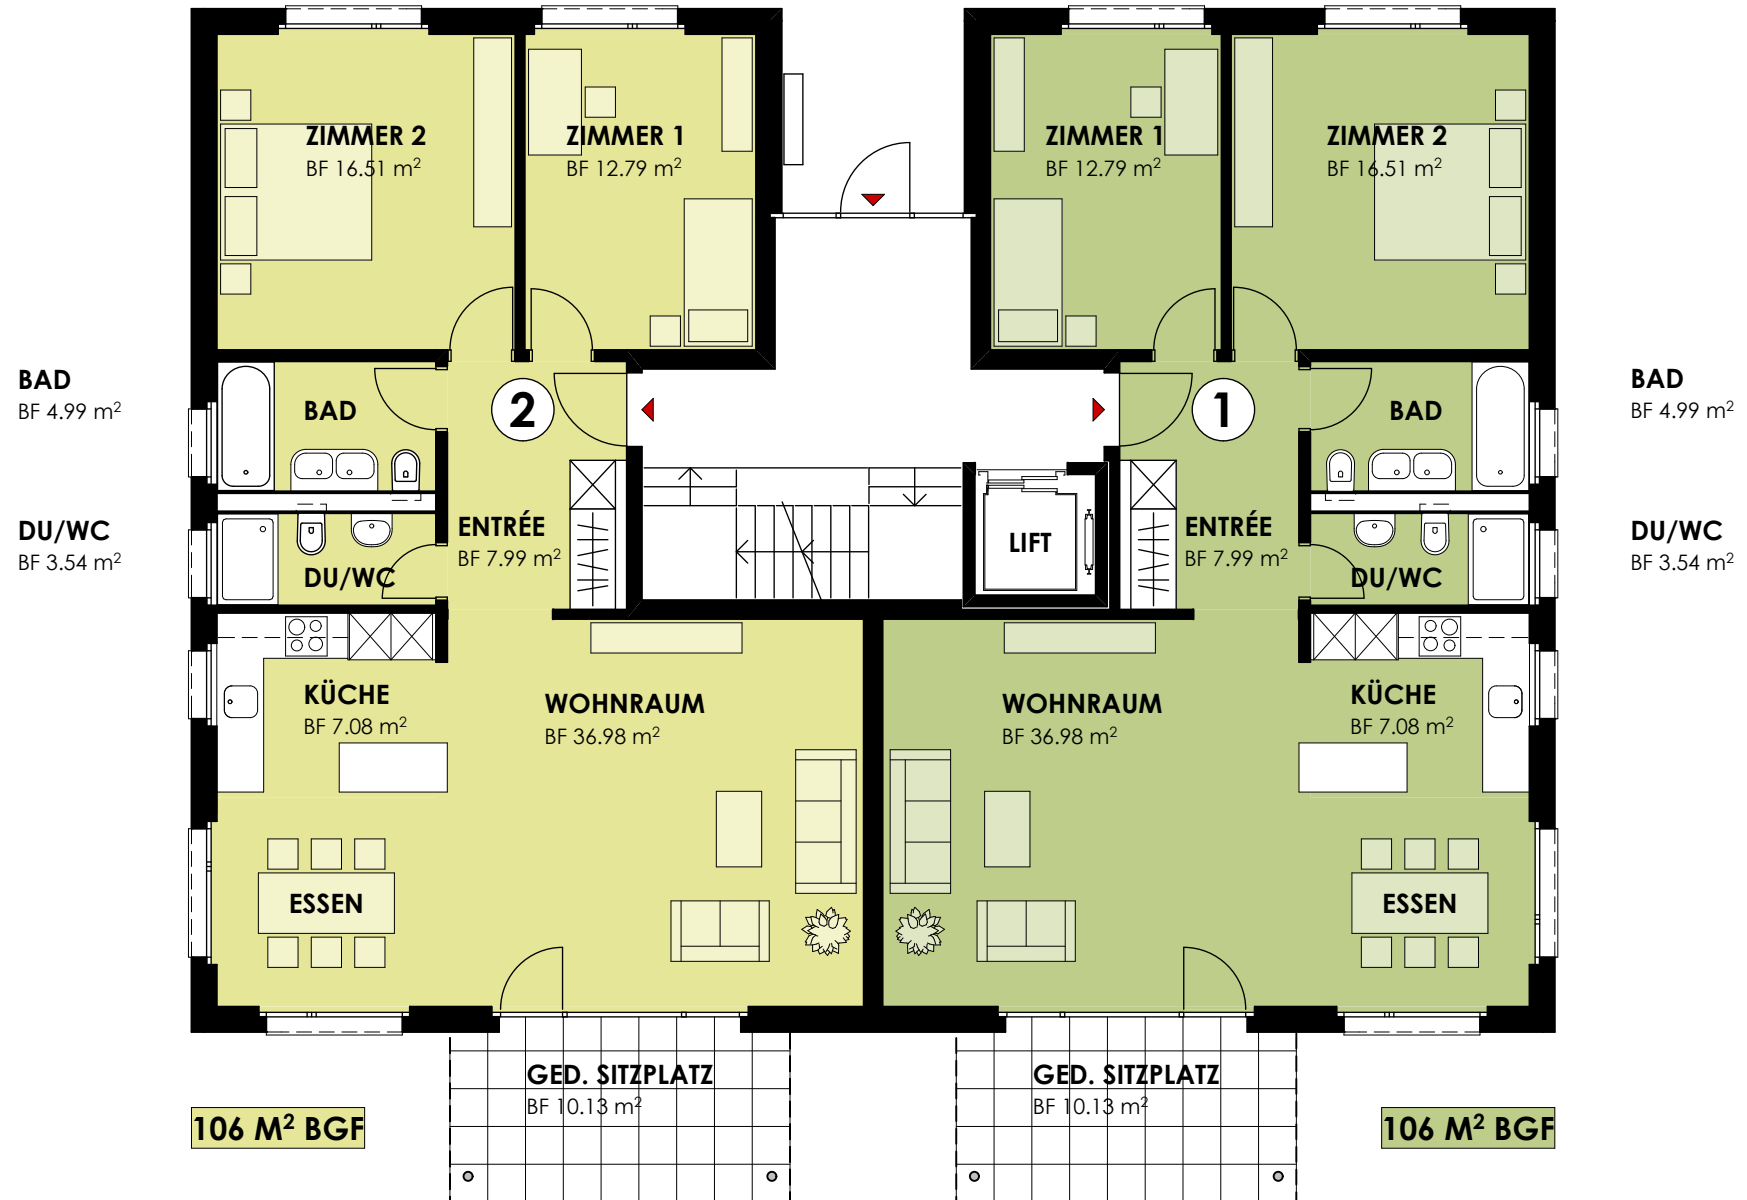 ZIMMER 2
BF 16.51 m²
ZIMMER 1
BF 12.79 m²
ZIMMER 1
BF 12.79 m²
ZIMMER 2
BF 16.51 m²
BAD
BF 4.99 m²
BAD
2
1
BAD
BAD
BF 4.99 m²
DU/WC
BF 3.54 m²
DU/WC
ENTRÉE
BF 7.99 m²
LIFT
ENTRÉE
BF 7.99 m²
DU/WC
DU/WC
BF 3.54 m²
KÜCHE
BF 7.08 m²
WOHNRAUM
BF 36.98 m²
WOHNRAUM
BF 36.98 m²
KÜCHE
BF 7.08 m²
ESSEN
ESSEN
GED. SITZPLATZ
BF 10.13 m²
GED. SITZPLATZ
BF 10.13 m²
106 M² BGF
106 M² BGF